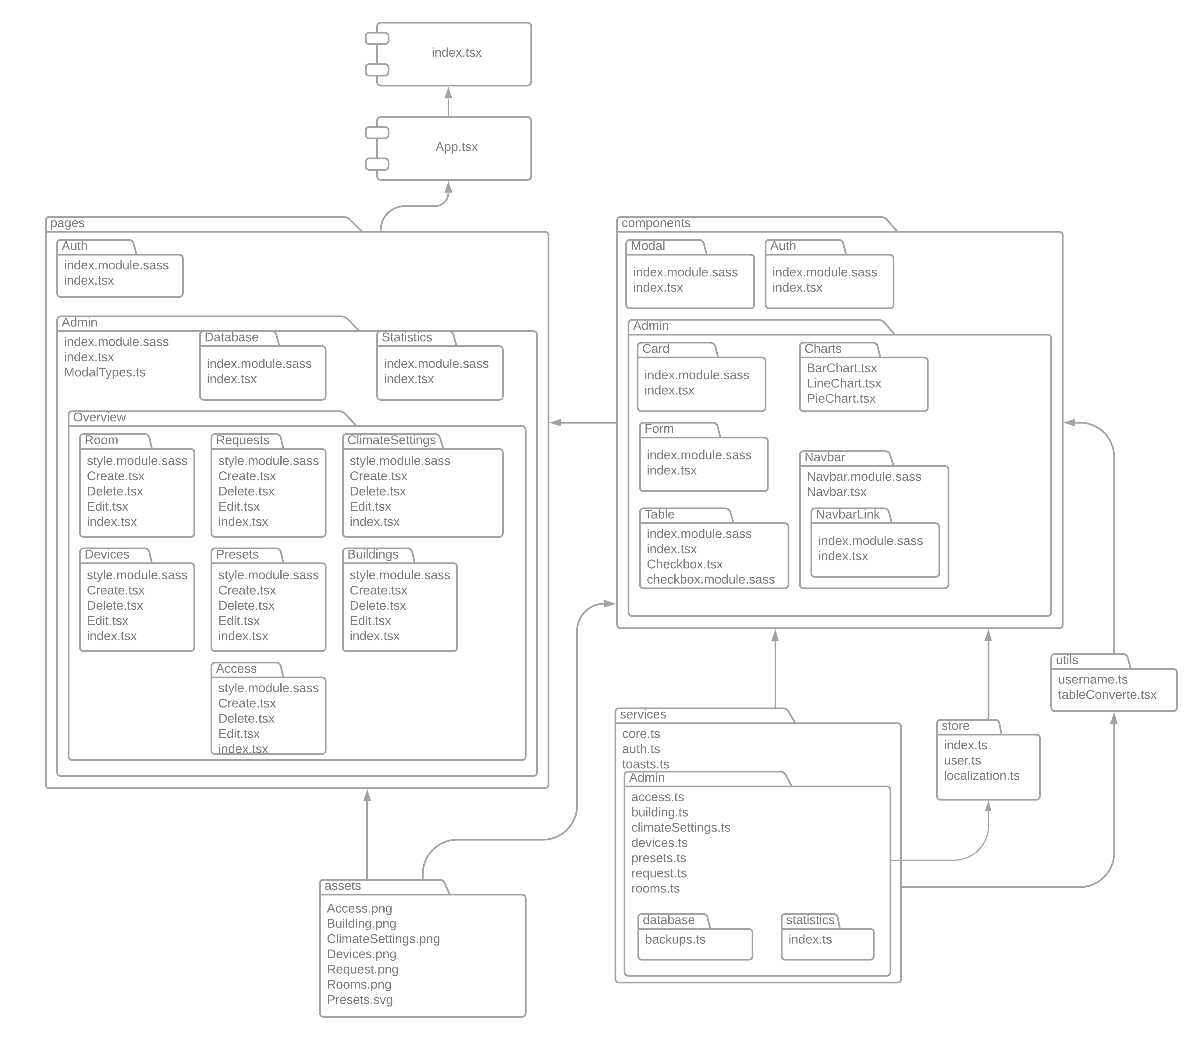 index.tsx
App.tsx
pages
Auth
index.module.sass
index.tsx
Admin
index.module.sass
index.tsx
ModalTypes.ts
Database
index.module.sass
index.tsx
Statistics
index.module.sass
index.tsx
Overview
Room
style.module.sass
Create.tsx
Delete.tsx
Edit.tsx
index.tsx
Requests
style.module.sass
Create.tsx
Delete.tsx
Edit.tsx
index.tsx
ClimateSettings
style.module.sass
Create.tsx
Delete.tsx
Edit.tsx
index.tsx
Devices
style.module.sass
Create.tsx
Delete.tsx
Edit.tsx
index.tsx
Presets
style.module.sass
Create.tsx
Delete.tsx
Edit.tsx
index.tsx
Buildings
style.module.sass
Create.tsx
Delete.tsx
Edit.tsx
index.tsx
Access
style.module.sass
Create.tsx
Delete.tsx
Edit.tsx
index.tsx
components
Modal
index.module.sass
index.tsx
Auth
index.module.sass
index.tsx
Admin
Card
index.module.sass
index.tsx
Charts
BarChart.tsx
LineChart.tsx
PieChart.tsx
Form
index.module.sass
index.tsx
Navbar
Navbar.module.sass
Navbar.tsx
NavbarLink
index.module.sass
index.tsx
Table
index.module.sass
index.tsx
Checkbox.tsx
checkbox.module.sass
utils
username.ts
tableConverte.tsx
services
core.ts
auth.ts
toasts.ts
Admin
access.ts
building.ts
climateSettings.ts
devices.ts
presets.ts
request.ts
rooms.ts
database
backups.ts
statistics
index.ts
store
index.ts
user.ts
localization.ts
assets
Access.png
Building.png
ClimateSettings.png
Devices.png
Request.png
Rooms.png
Presets.svg